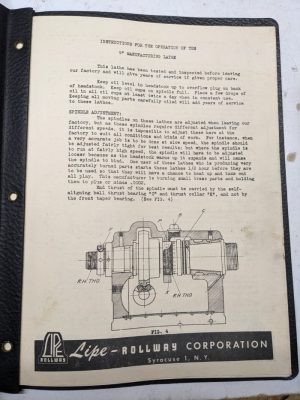 INSTRUCTIONS FOR THE OPERATION OF THE
MANUFACTURING LATHE
This lathe has been tested and inspected before leaving
our factory and will give years of service if given proper care.
Keep oil level in headstock up to overflow plug on back
of headstock. Keep oil cups on spindle full. Place a few drops of
oil in all oil cups at least twice a day when in constant use.
Keeping all moving parts carefully oiled will add years of service
to these lathes.
SPINDLE ADJUSTMENT:
The spindles on these lathes are adjusted when leaving our
factory, but as these spindles require different adjustment for
different speeds, it is impossible to adjust these here at the
factory to suit all conditions and kinds of work. For instance, when
a very accurate job is to be done at slow speed, the spindle should
be adjusted fairly tight for best results; but where the spindle is
to run at fairly high speed, the spindle will have to be adjusted
looser because as the headstock warms up it expands and will cause
the spindle to bind. One user of these lathes who is producing very
accurately turned parts starts these lathes 1/2 hour before they are
to be used so that they will have a chance to heat up and take out
all play. This manufacturer is turning small parts and holding
them to plus or minus
End thrust of the spindle must be carried by the self-
aligning ball thrust bearing and thrust collar and not by
the front taper bearing. (See FIG. 4)
R.H. THD
R.H. THD
FIG. 4
LIPE
ROLLWAY
Lipe-ROLLWAY CORPORATION
Syracuse 1, N.Y.